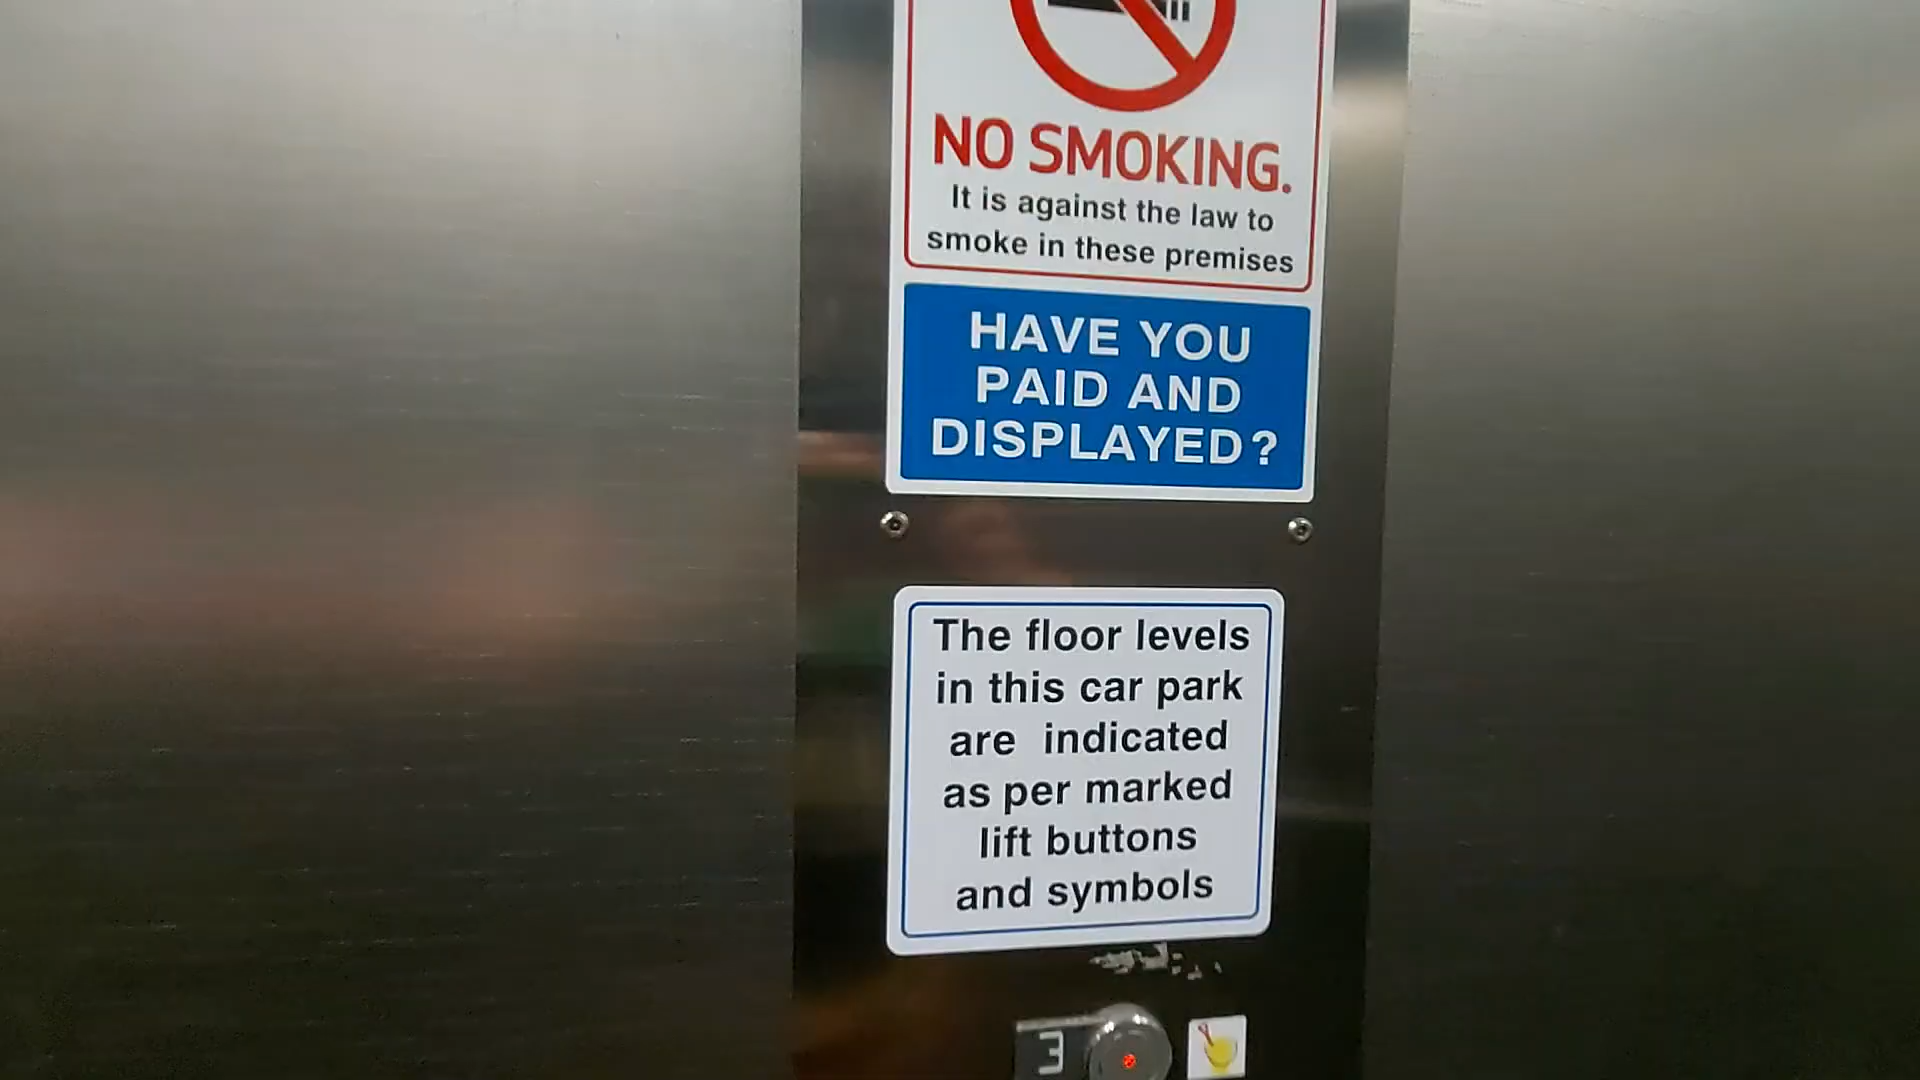 NO SMOKING.
It is against the law to
smoke in these premises
HAVE YOU
PAID AND
DISPLAYED?
The floor levels
in this car park
are indicated
as per marked
lift buttons
and symbols
3